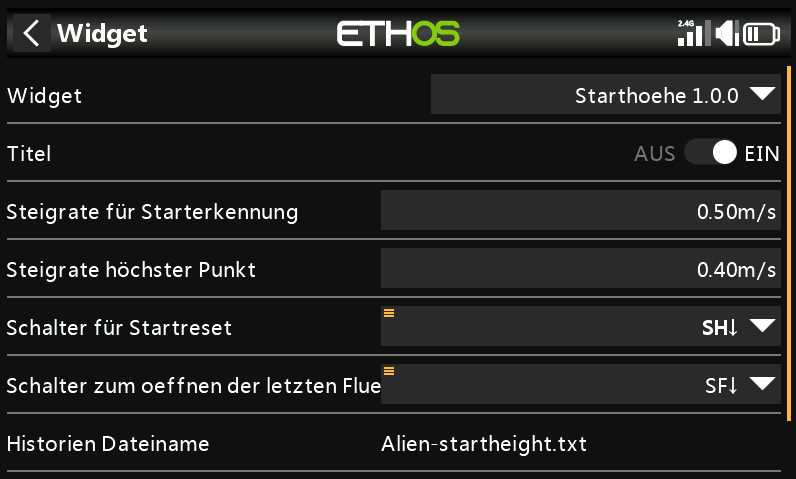 Widget
ETHOS
2.4G
Widget
Starthoehe 1.0.0
Titel
AUS EIN
Steigrate für Starterkennung
0.50m/s
Steigrate höchster Punkt
0.40m/s
Schalter für Startreset
SH↓
Schalter zum oeffnen der letzten Flue
SF↓
Historien Dateiname
Alien-startheight.txt